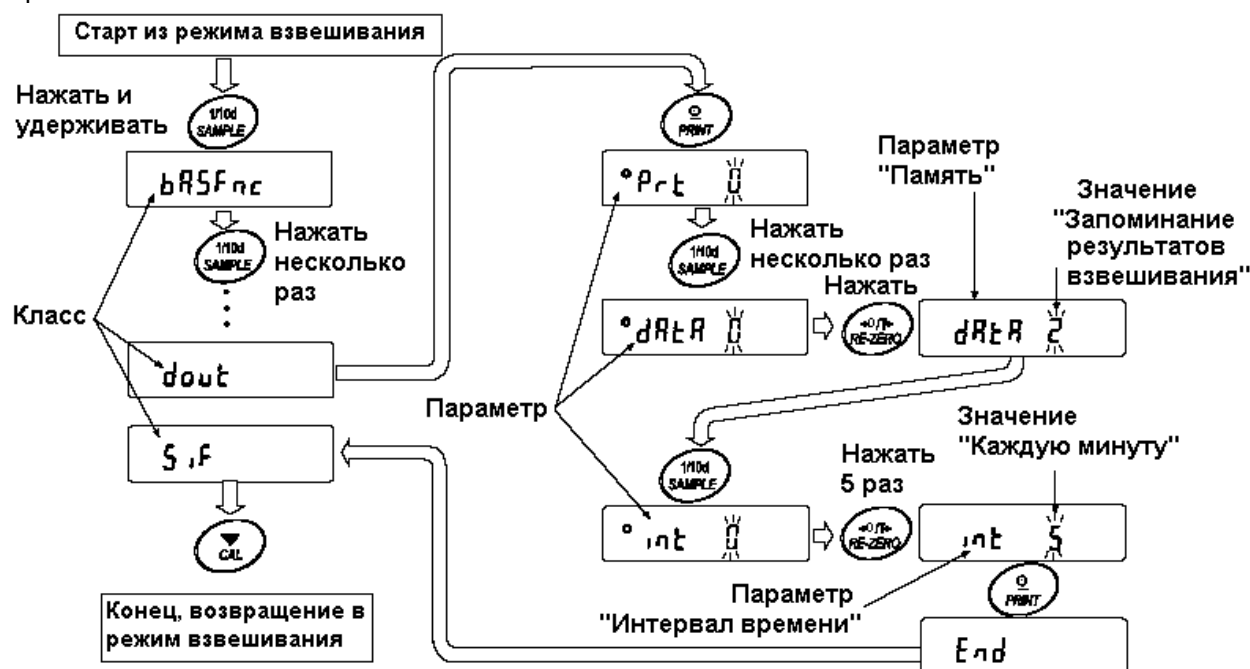 Старт из режима взвешивания
Нажать и
удерживать
1/10d
SAMPLE
bASFnc
1/10d
SAMPLE
Нажать
несколько
раз
Класс
dout
S iF
CAL
Конец, возвращение в
режим взвешивания
PRINT
Prt 0
1/10d
SAMPLE
Нажать
несколько раз
dAtA 0
Нажать
→0/T←
RE-ZERO
Параметр
"Память"
Значение
"Запоминание
результатов
взвешивания"
dAtA 2
Параметр
1/10d
SAMPLE
int 0
Нажать
5 раз
→0/T←
RE-ZERO
Значение
"Каждую минуту"
int 5
Параметр
"Интервал времени"
PRINT
End